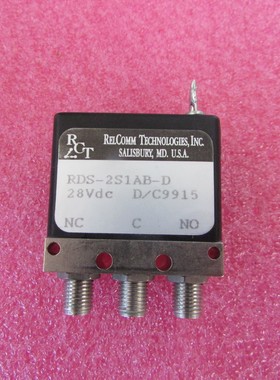 RCT RELCOMM TECHNOLOGIES, INC.
SALISBURY, MD. U.S.A.
RDS-2S1AB-D
28Vdc D/C9915
NC C NO